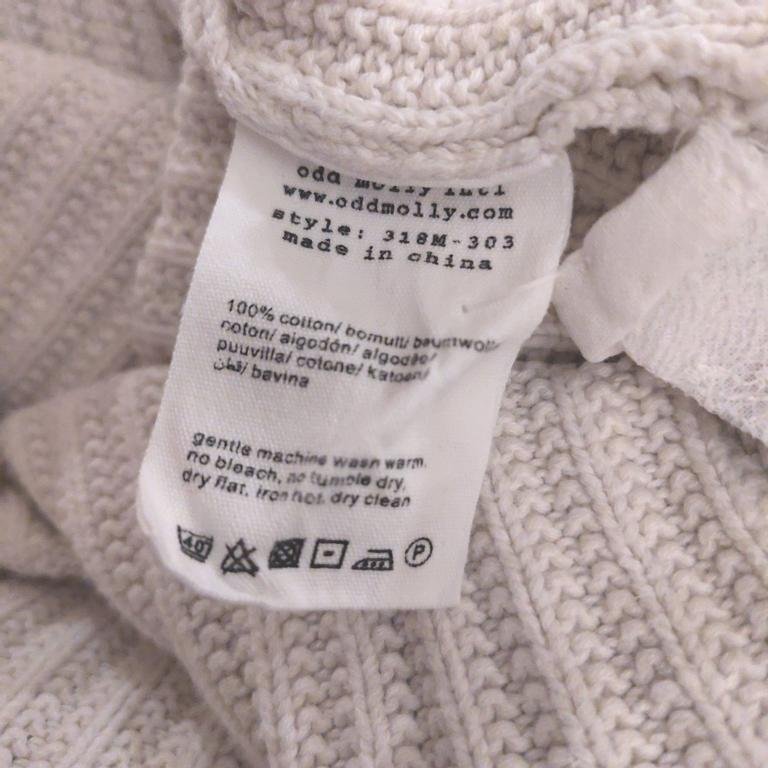 odd molly intl
www.oddmolly.com
style: 318M-303
made in china
100% cotton/ bomull/ baumwolle/
coton/ algodón/ algodão/
puuvilla/ cotone/ katoen/
قطن/ bavlna
gentle machine wash warm,
no bleach, no tumble dry,
dry flat, iron hot, dry clean
40
P